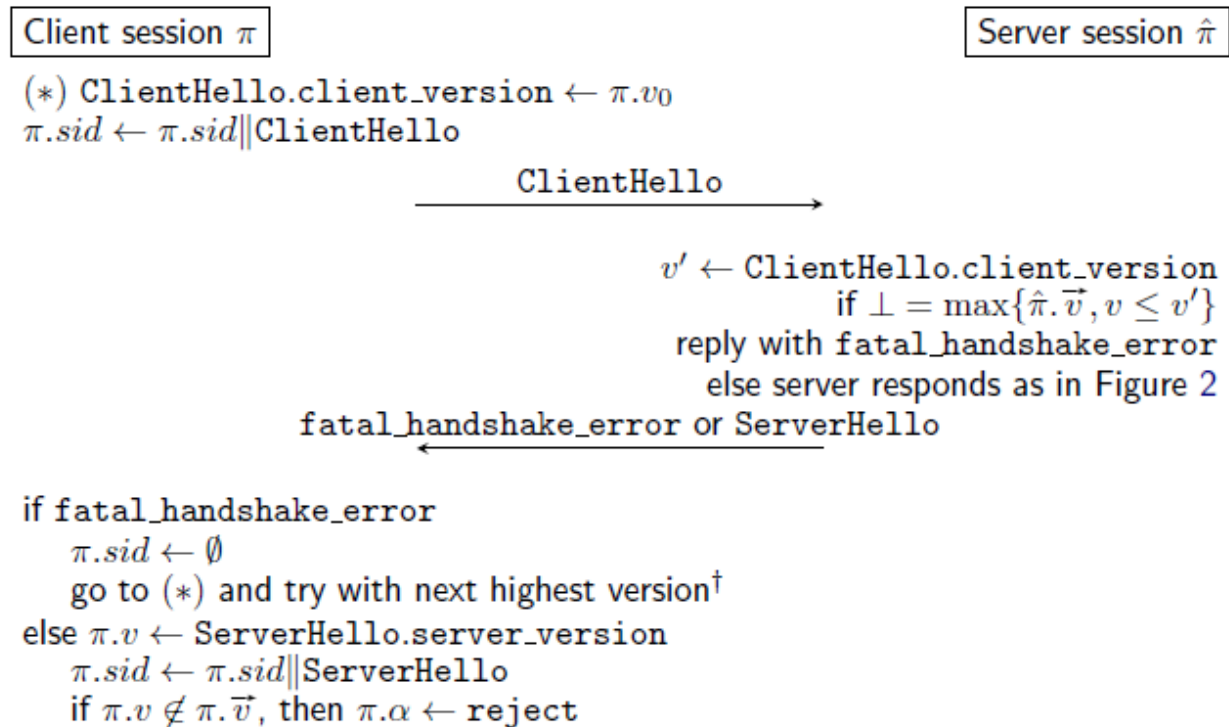 Client session π
Server session π̂
(∗) ClientHello.client_version ← π.v₀
π.sid ← π.sid‖ClientHello
ClientHello
v′ ← ClientHello.client_version
if ⊥ = max{π̂.v⃗, v ≤ v′}
reply with fatal_handshake_error
else server responds as in Figure 2
fatal_handshake_error or ServerHello
if fatal_handshake_error
π.sid ← ∅
go to (∗) and try with next highest version†
else π.v ← ServerHello.server_version
π.sid ← π.sid‖ServerHello
if π.v ∉ π.v⃗, then π.α ← reject